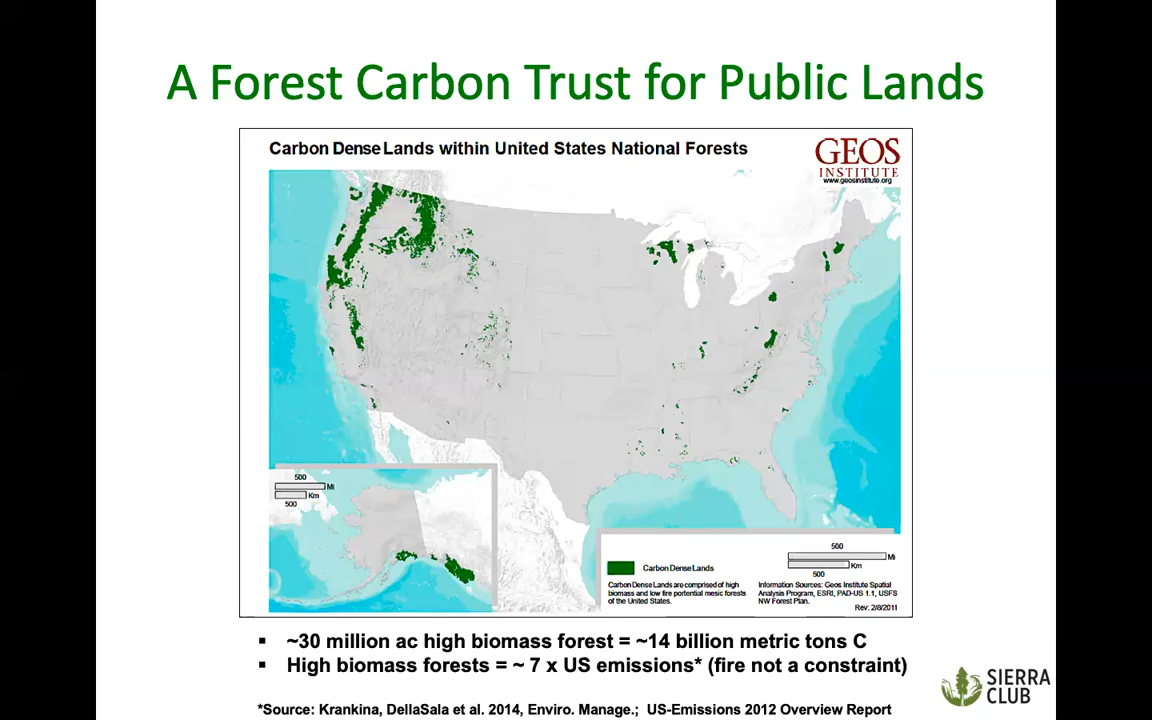 A Forest Carbon Trust for Public Lands
Carbon Dense Lands within United States National Forests
GEOS
INSTITUTE
www.geosinstitute.org
500
Mi
Km
500
500
Mi
Km
500
Carbon Dense Lands
Carbon Dense Lands are comprised of high
biomass and low fire portential mesic forests
of the United States.
Information Sources: Geos Institute Spatial
Analysis Program, ESRI, PAD-US 1.1, USFS
NW Forest Plan.
Rev: 2/8/2011
▪ ~30 million ac high biomass forest = ~14 billion metric tons C
▪ High biomass forests = ~ 7 x US emissions* (fire not a constraint)
SIERRA
CLUB
*Source: Krankina, DellaSala et al. 2014, Enviro. Manage.; US-Emissions 2012 Overview Report